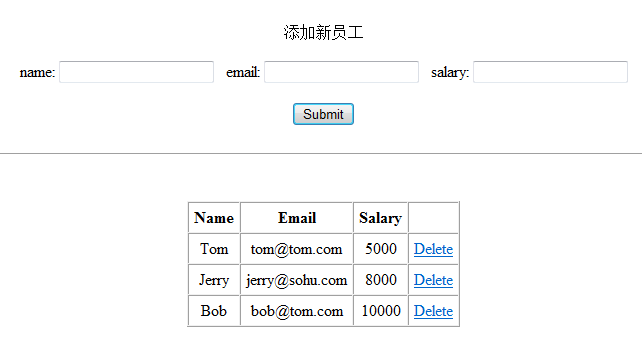 添加新员工
name: email: salary:
Submit
Name Email Salary
Tom tom@tom.com 5000 Delete
Jerry jerry@sohu.com 8000 Delete
Bob bob@tom.com 10000 Delete